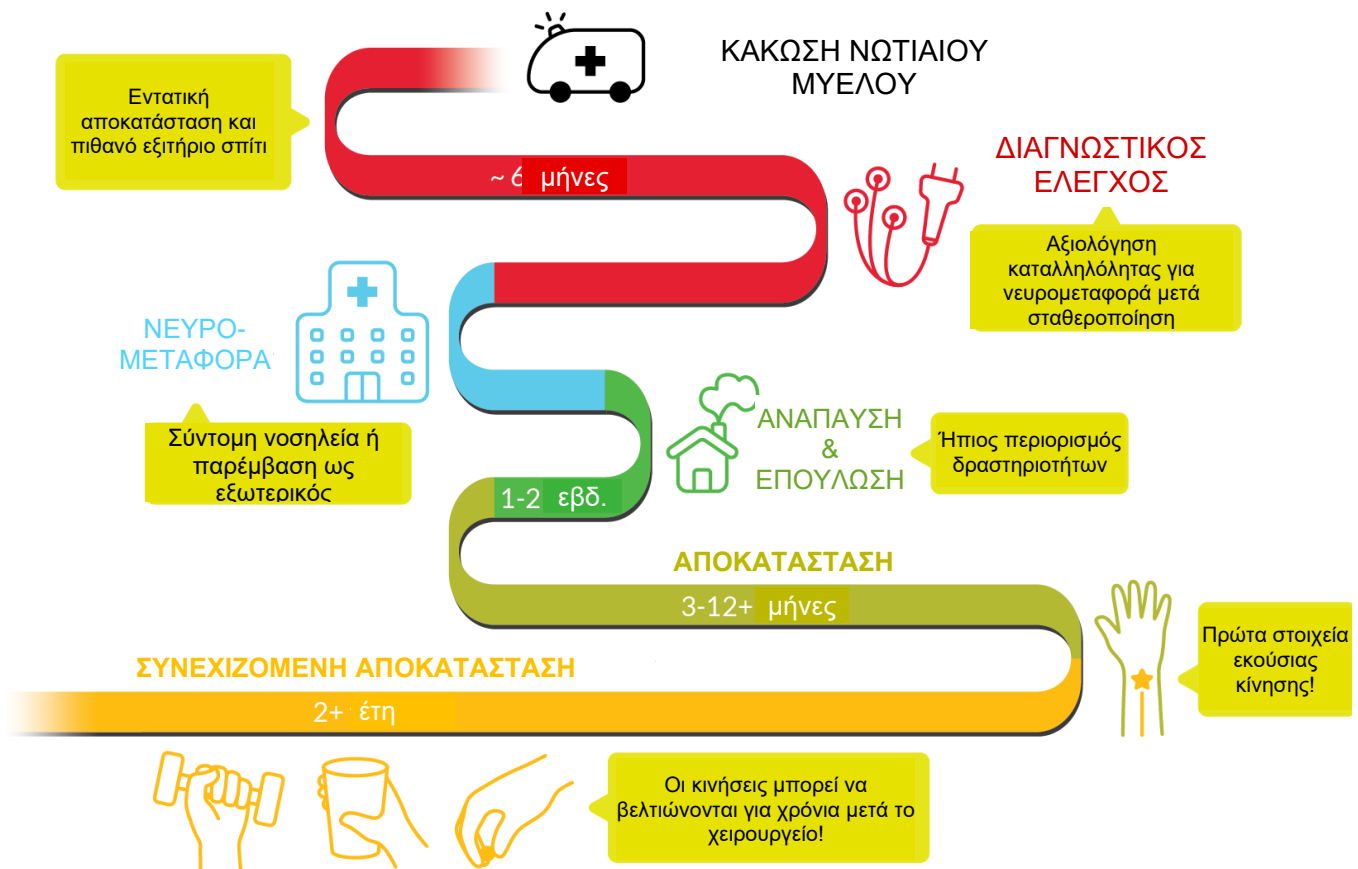 ΚΑΚΩΣΗ ΝΩΤΙΑΙΟΥ
ΜΥΕΛΟΥ
Εντατική
αποκατάσταση και
πιθανό εξιτήριο σπίτι
~ 6 μήνες
ΔΙΑΓΝΩΣΤΙΚΟΣ
ΕΛΕΓΧΟΣ
Αξιολόγηση
καταλληλόλητας για
νευρομεταφορά μετά
σταθεροποίηση
ΝΕΥΡΟ-
ΜΕΤΑΦΟΡΑ
Σύντομη νοσηλεία ή
παρέμβαση ως
εξωτερικός
ΑΝΑΠΑΥΣΗ
&
ΕΠΟΥΛΩΣΗ
Ήπιος περιορισμός
δραστηριοτήτων
1-2 εβδ.
ΑΠΟΚΑΤΑΣΤΑΣΗ
3-12+ μήνες
Πρώτα στοιχεία
εκούσιας
κίνησης!
ΣΥΝΕΧΙΖΟΜΕΝΗ ΑΠΟΚΑΤΑΣΤΑΣΗ
2+ έτη
Οι κινήσεις μπορεί να
βελτιώνονται για χρόνια μετά το
χειρουργείο!